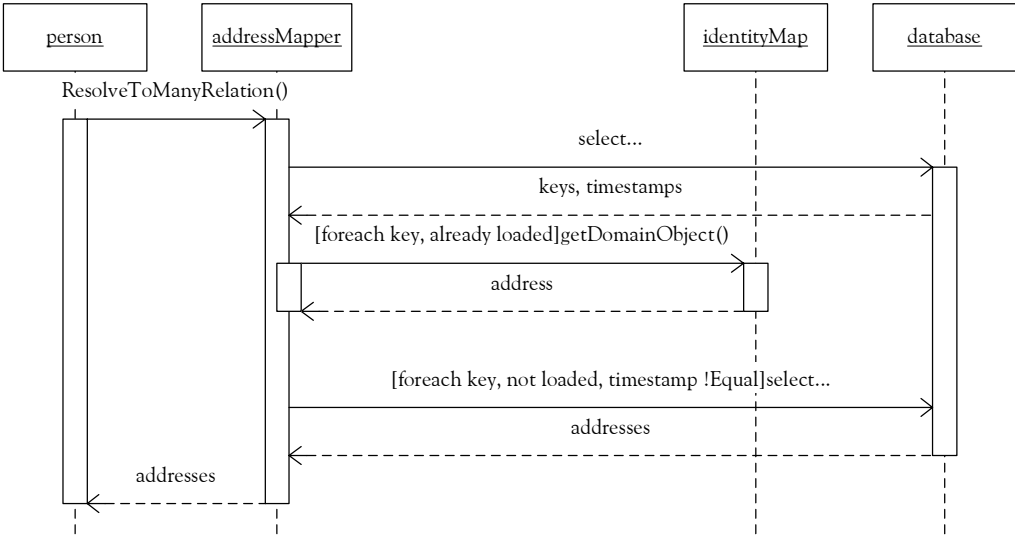 person
addressMapper
identityMap
database
ResolveToManyRelation()
select...
keys, timestamps
[foreach key, already loaded]getDomainObject()
address
[foreach key, not loaded, timestamp !Equal]select...
addresses
addresses